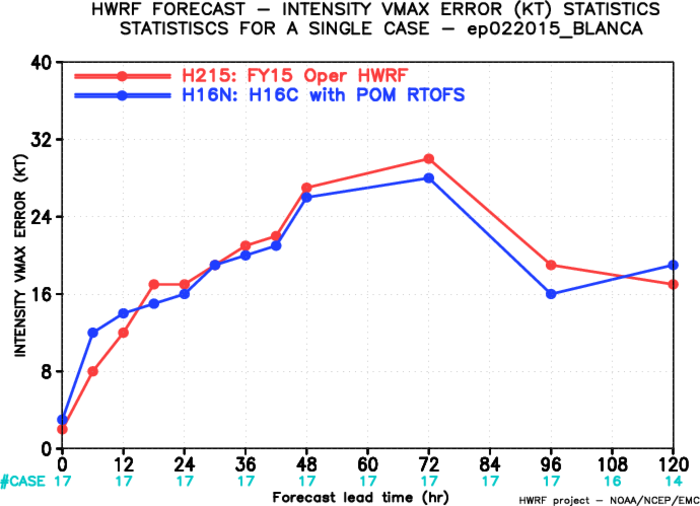 HWRF FORECAST – INTENSITY VMAX ERROR (KT) STATISTICS
STATISTISCS FOR A SINGLE CASE – ep022015_BLANCA
H215: FY15 Oper HWRF
H16N: H16C with POM RTOFS
INTENSITY VMAX ERROR (KT)
40
32
24
16
8
0
0 12 24 36 48 60 72 84 96 108 120
#CASE 17 17 17 17 17 17 17 17 17 16 14
Forecast lead time (hr)
HWRF project – NOAA/NCEP/EMC